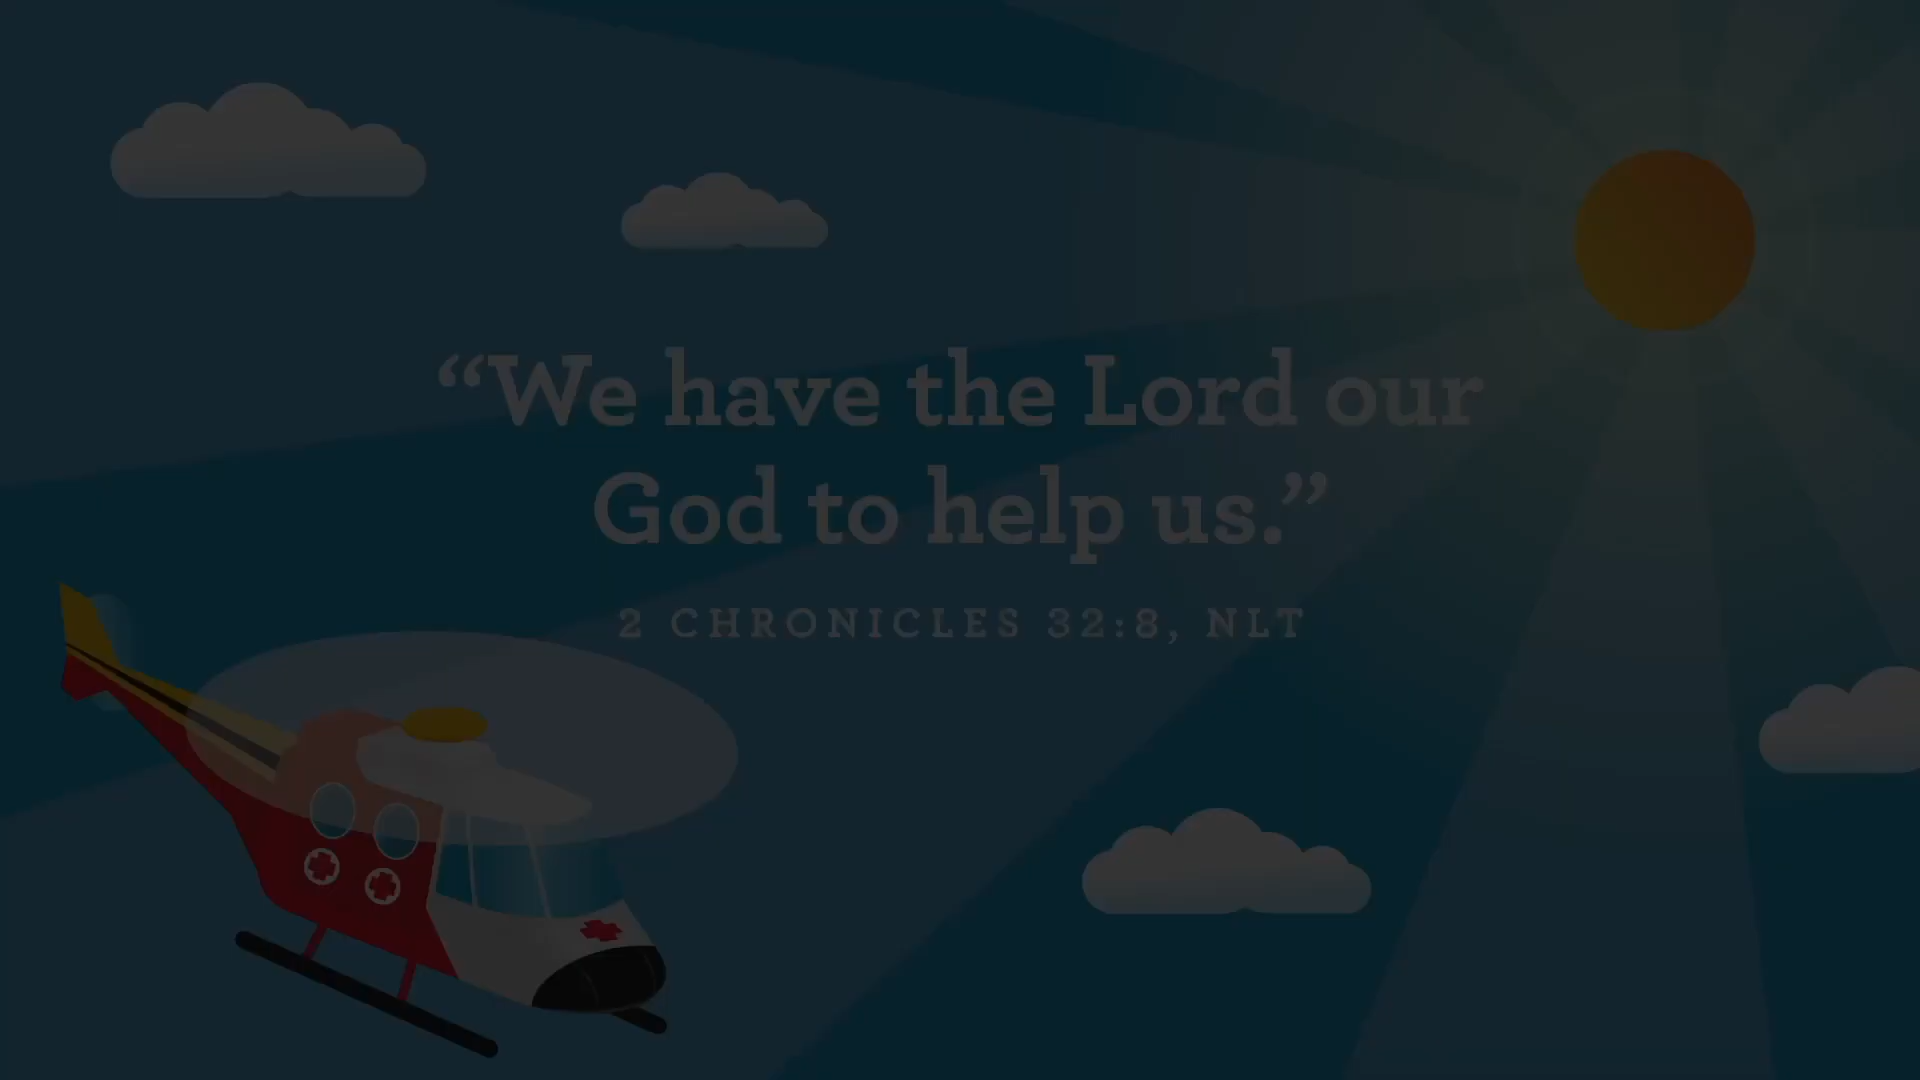 “We have the Lord our
God to help us.”
2 CHRONICLES 32:8, NLT